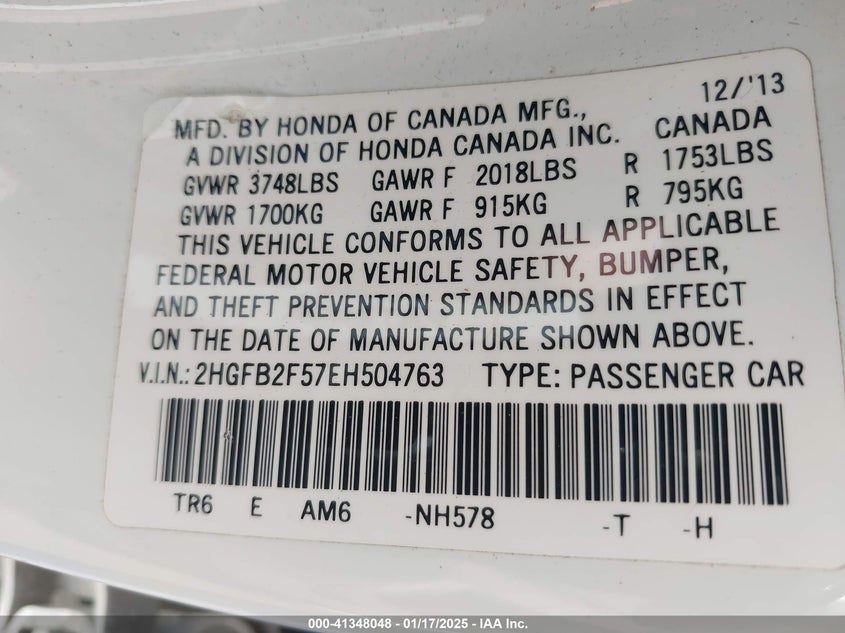 12/'13
MFD. BY HONDA OF CANADA MFG., CANADA
A DIVISION OF HONDA CANADA INC.
GVWR 3748LBS GAWR F 2018LBS R 1753LBS
GVWR 1700KG GAWR F 915KG R 795KG
THIS VEHICLE CONFORMS TO ALL APPLICABLE
FEDERAL MOTOR VEHICLE SAFETY, BUMPER,
AND THEFT PREVENTION STANDARDS IN EFFECT
ON THE DATE OF MANUFACTURE SHOWN ABOVE.
V.I.N.: 2HGFB2F57EH504763 TYPE: PASSENGER CAR
TR6 E AM6 -NH578 -T -H
000-41348048 — 01/17/2025 — IAA Inc.